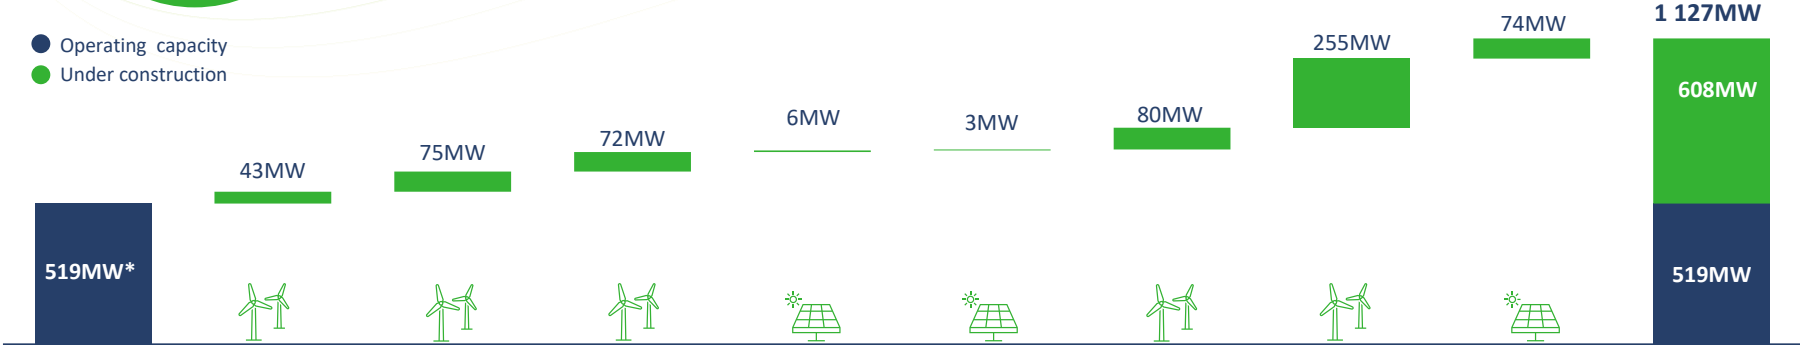 Operating capacity
Under construction
519MW*
43MW
75MW
72MW
6MW
3MW
80MW
255MW
74MW
1 127MW
608MW
519MW